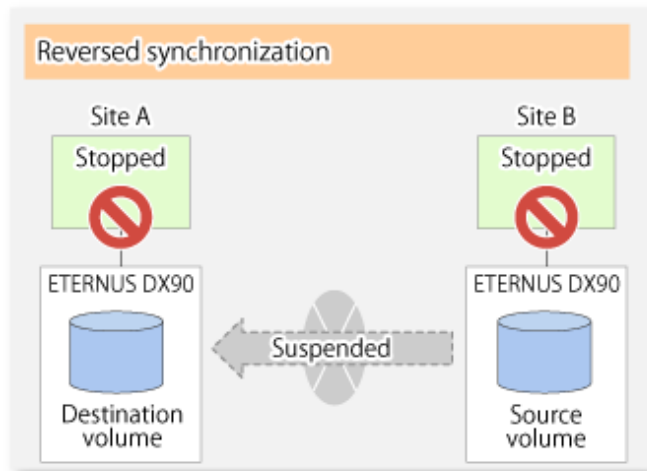 Reversed synchronization
Site A
Site B
Stopped
Stopped
ETERNUS DX90
ETERNUS DX90
Suspended
Destination
volume
Source
volume